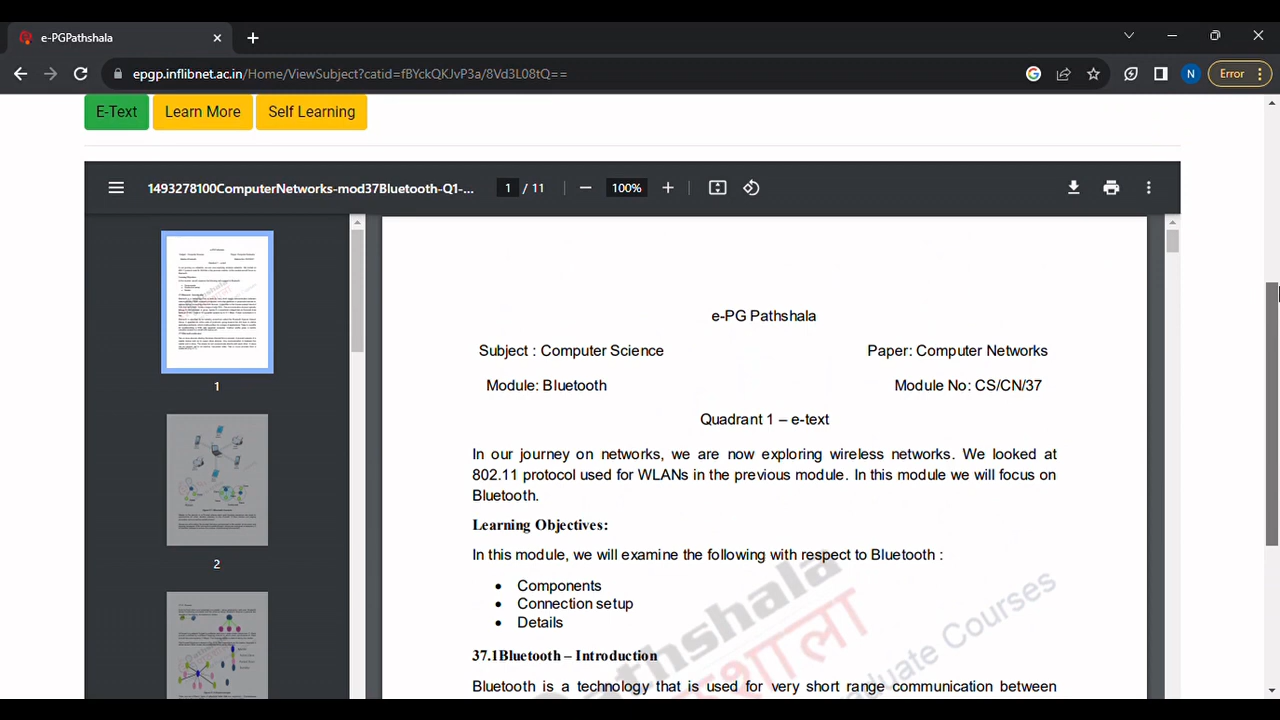 e-PGPathshala
epgp.inflibnet.ac.in/Home/ViewSubject?catid=fBYckQKJvP3a/8Vd3L08tQ==
N
Error
E-Text
Learn More
Self Learning
1493278100ComputerNetworks-mod37Bluetooth-Q1-...
1 / 11
100%
1
2
e-PG Pathshala
Subject : Computer Science
Paper: Computer Networks
Module: Bluetooth
Module No: CS/CN/37
Quadrant 1 – e-text
In our journey on networks, we are now exploring wireless networks. We looked at
802.11 protocol used for WLANs in the previous module. In this module we will focus on
Bluetooth.
Learning Objectives:
In this module, we will examine the following with respect to Bluetooth :
• Components
• Connection setup
• Details
37.1Bluetooth – Introduction
Bluetooth is a technology that is used for very short range communication between